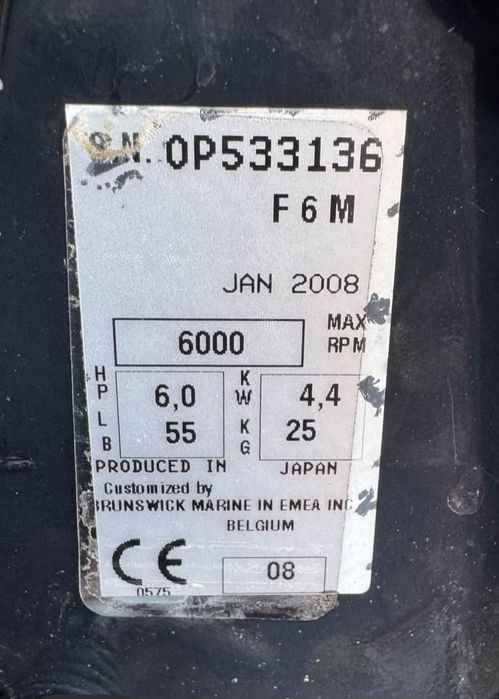 S.N. 0P533136
F 6 M
JAN 2008
6000 MAX RPM
HP 6,0 KW 4,4
LB 55 KG 25
PRODUCED IN JAPAN
Customized by
BRUNSWICK MARINE IN EMEA INC
BELGIUM
CE 08
0575